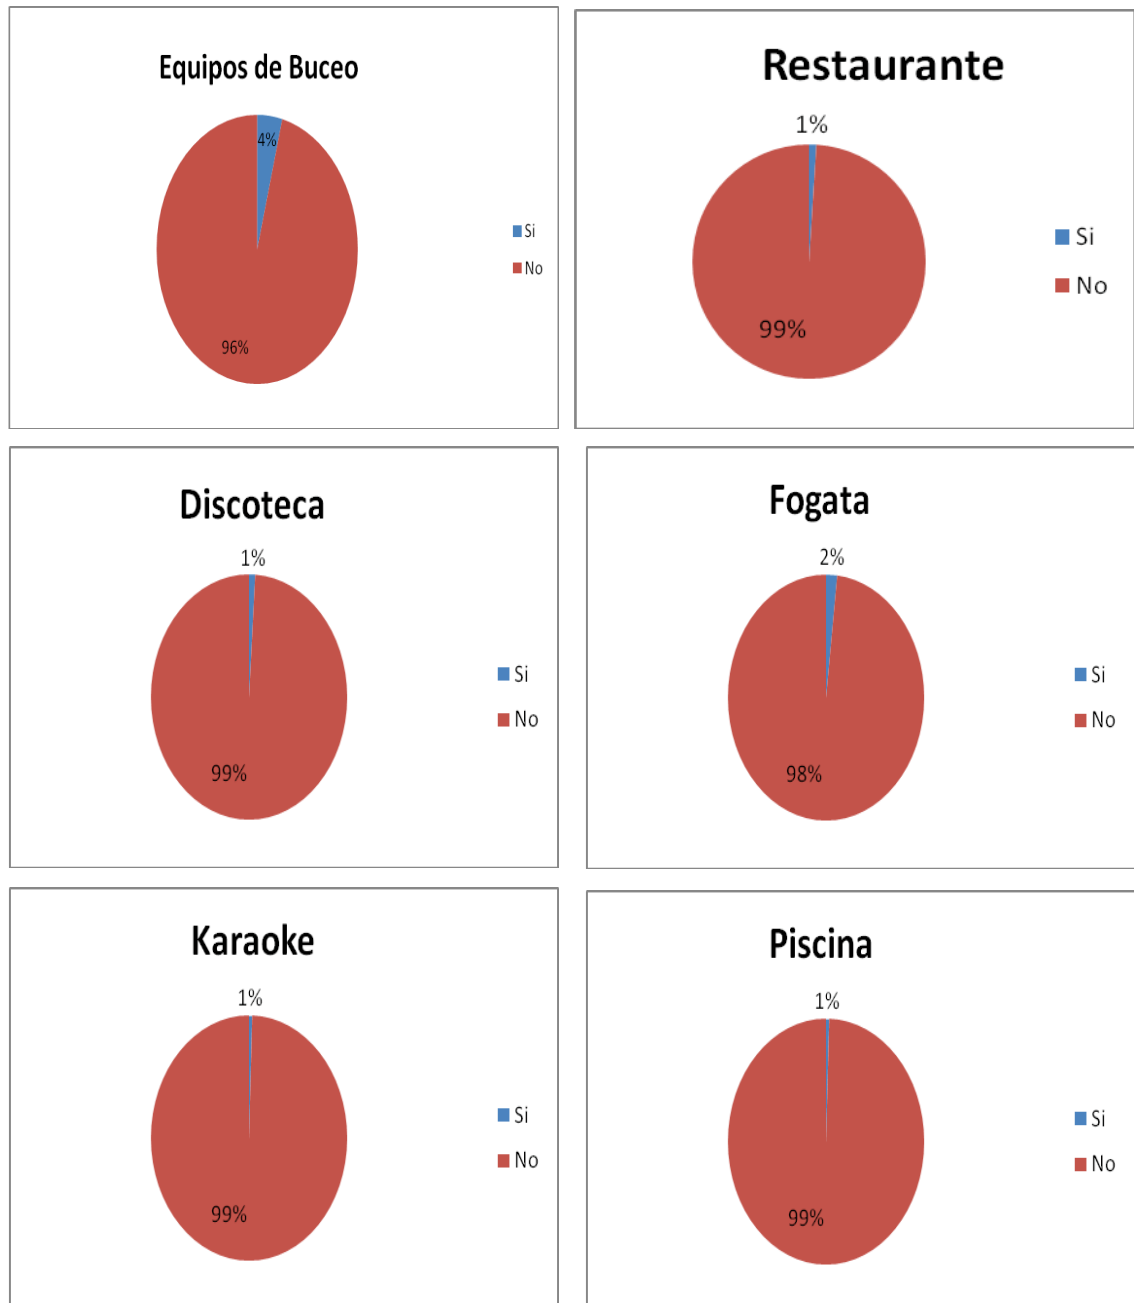 Equipos de Buceo
4%
96%
Si
No
Restaurante
1%
99%
Si
No
Discoteca
1%
99%
Si
No
Fogata
2%
98%
Si
No
Karaoke
1%
99%
Si
No
Piscina
1%
99%
Si
No